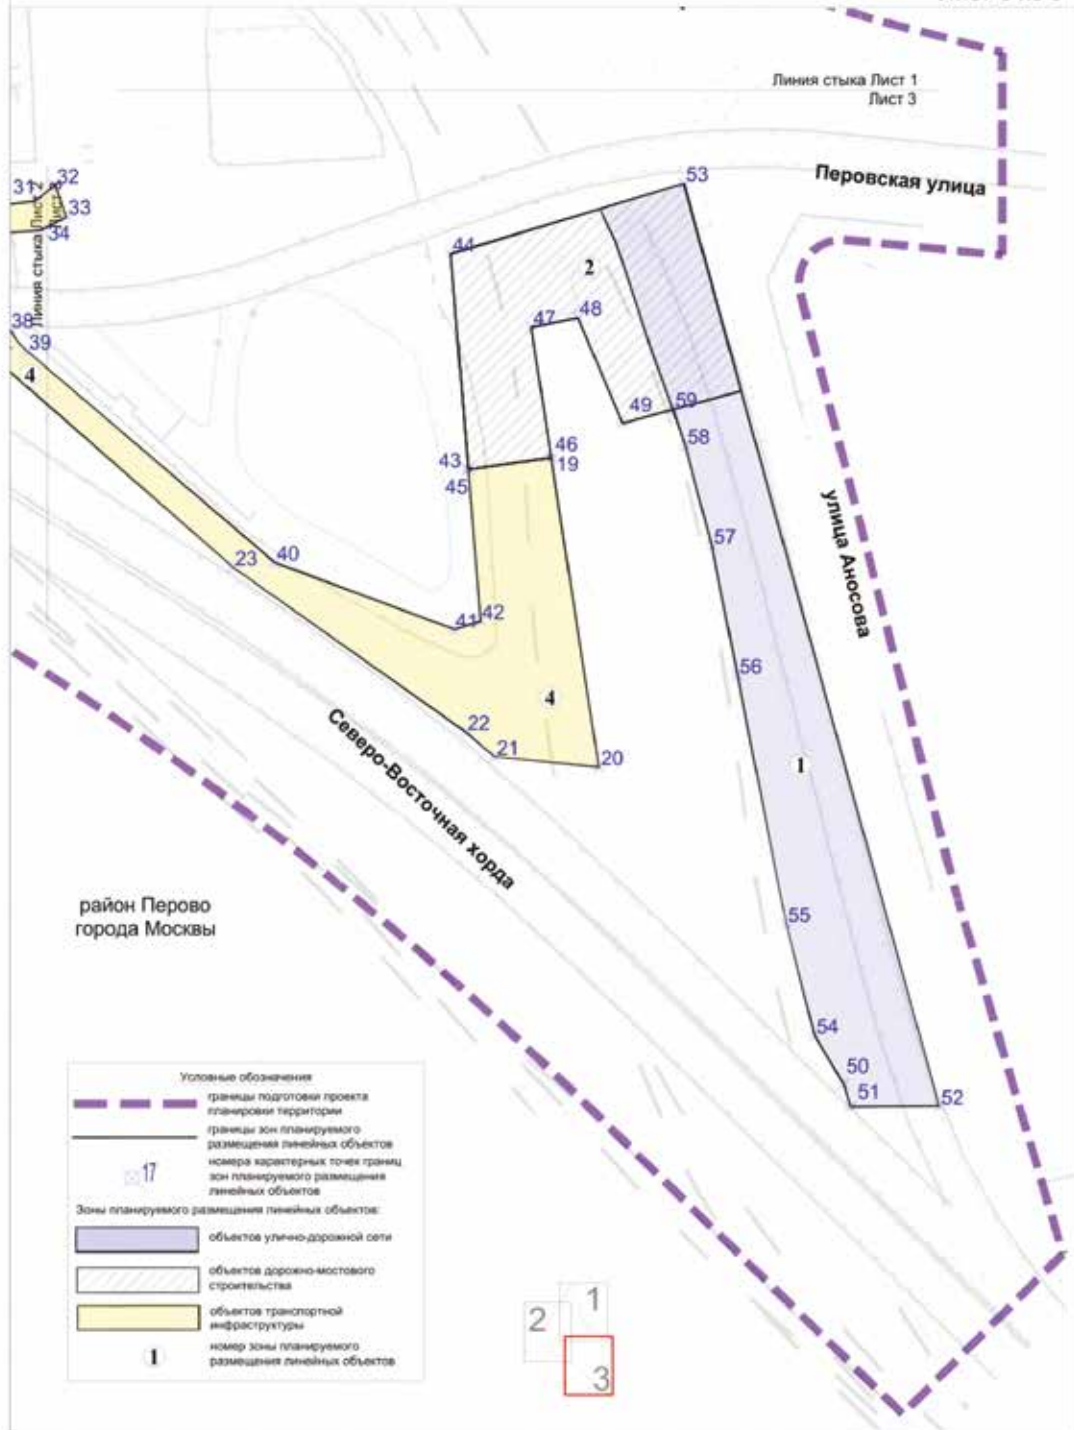 Линия стыка Лист 1
Лист 3
Перовская улица
53
31
32
33
34
Линия стыка Лист 2
44
2
47
48
38
39
4
49
59
58
43
46
45
19
57
улица Аносова
23
40
41
42
56
4
22
21
20
1
Северо-Восточная хорда
район Перово
города Москвы
55
54
50
51
52
Условные обозначения
границы подготовки проекта
планировки территории
границы зон планируемого
размещения линейных объектов
17
номера характерных точек границ
зон планируемого размещения
линейных объектов
Зоны планируемого размещения линейных объектов:
объектов улично-дорожной сети
объектов дорожно-мостового
строительства
объектов транспортной
инфраструктуры
1
номер зоны планируемого
размещения линейных объектов
1
2
3